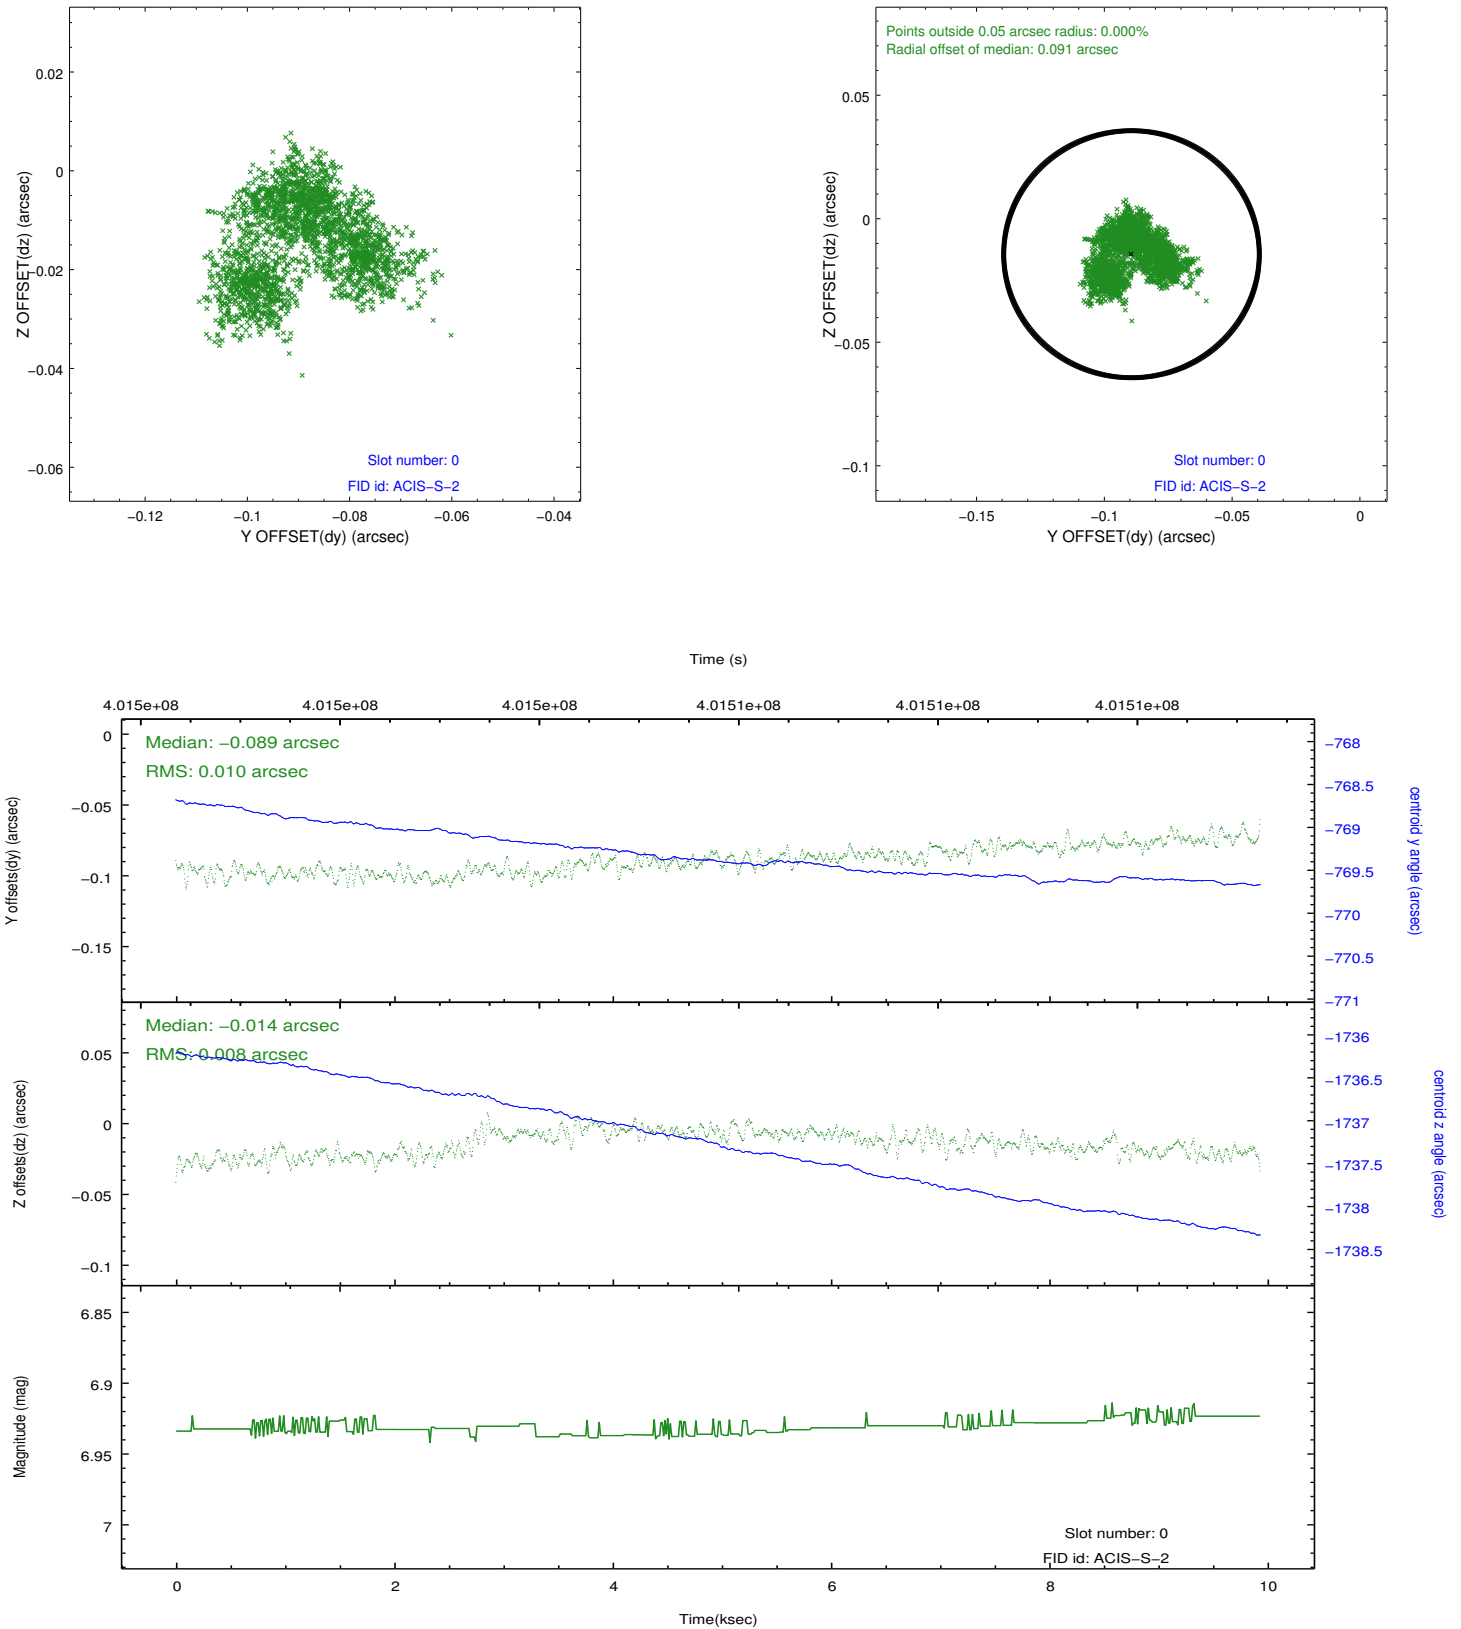 0.02
0
−0.02
−0.04
−0.06
Z OFFSET(dz) (arcsec)
Slot number: 0
FID id: ACIS−S−2
−0.12
−0.1
−0.08
−0.06
−0.04
Y OFFSET(dy) (arcsec)
Points outside 0.05 arcsec radius: 0.000%
Radial offset of median: 0.091 arcsec
0.05
0
−0.05
−0.1
Z OFFSET(dz) (arcsec)
Slot number: 0
FID id: ACIS−S−2
−0.15
−0.1
−0.05
0
Y OFFSET(dy) (arcsec)
Time (s)
4.015e+08
4.015e+08
4.015e+08
4.0151e+08
4.0151e+08
4.0151e+08
Median: −0.089 arcsec
RMS: 0.010 arcsec
0
−0.05
−0.1
−0.15
Y offsets(dy) (arcsec)
−768
−768.5
−769
−769.5
−770
−770.5
−771
centroid y angle (arcsec)
Median: −0.014 arcsec
RMS: 0.008 arcsec
0.05
0
−0.05
−0.1
Z offsets(dz) (arcsec)
−1736
−1736.5
−1737
−1737.5
−1738
−1738.5
centroid z angle (arcsec)
6.85
6.9
6.95
7
Magnitude (mag)
Slot number: 0
FID id: ACIS−S−2
0
2
4
6
8
10
Time(ksec)